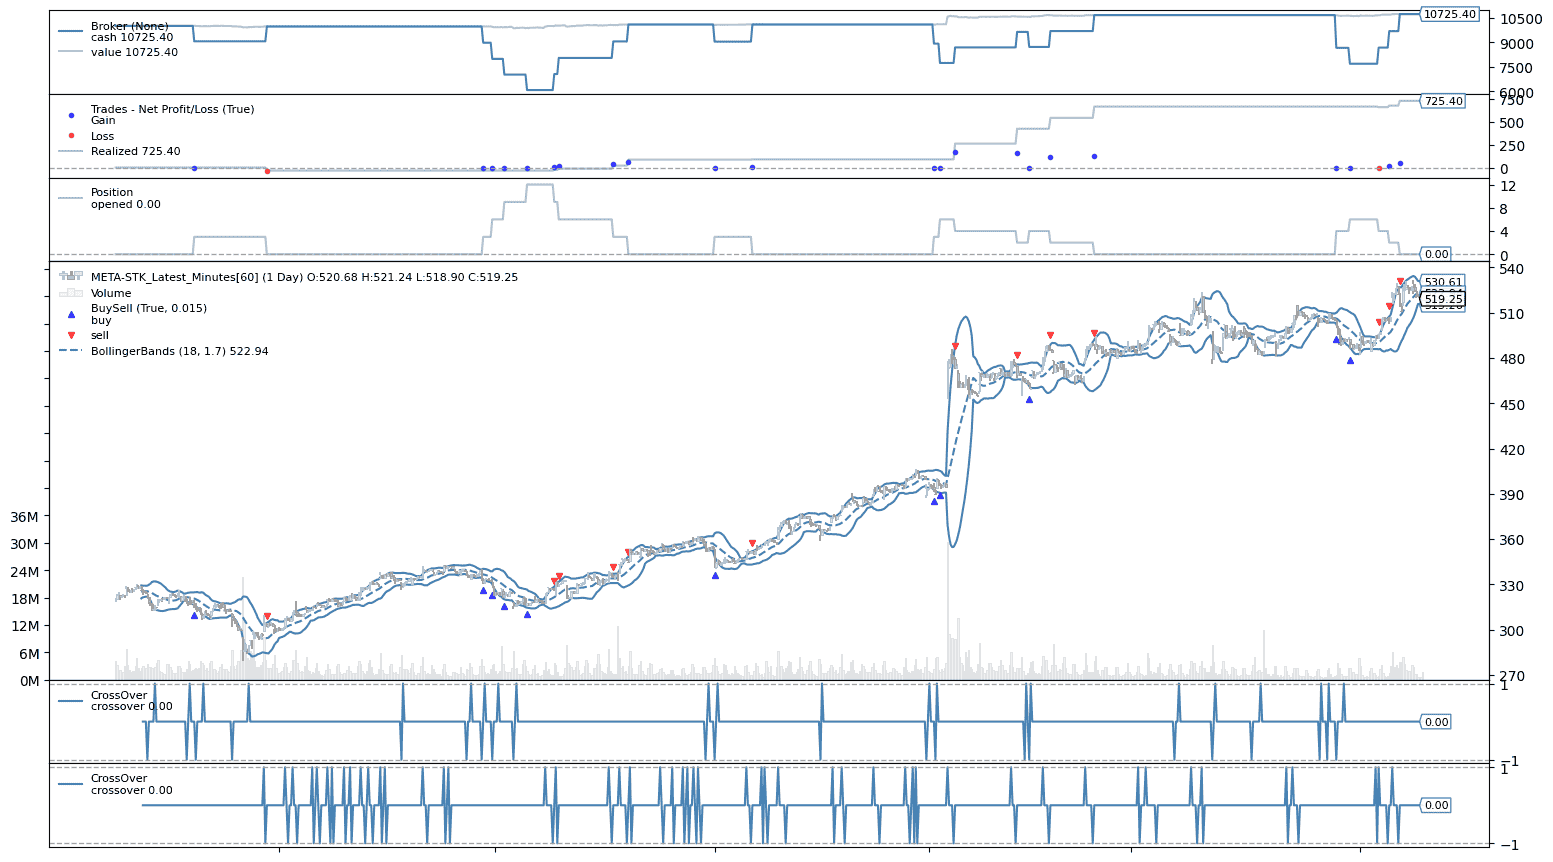 Broker (None)
cash 10725.40
value 10725.40
10725.40
10500
9000
7500
6000
Trades - Net Profit/Loss (True)
Gain
Loss
Realized 725.40
725.40
750
500
250
0
Position
opened 0.00
12
8
4
0
0.00
META-STK_Latest_Minutes[60] (1 Day) O:520.68 H:521.24 L:518.90 C:519.25
Volume
BuySell (True, 0.015)
buy
sell
BollingerBands (18, 1.7) 522.94
530.61
519.25
540
510
480
450
420
390
360
330
300
270
36M
30M
24M
18M
12M
6M
0M
CrossOver
crossover 0.00
1
0.00
−1
CrossOver
crossover 0.00
1
0.00
−1